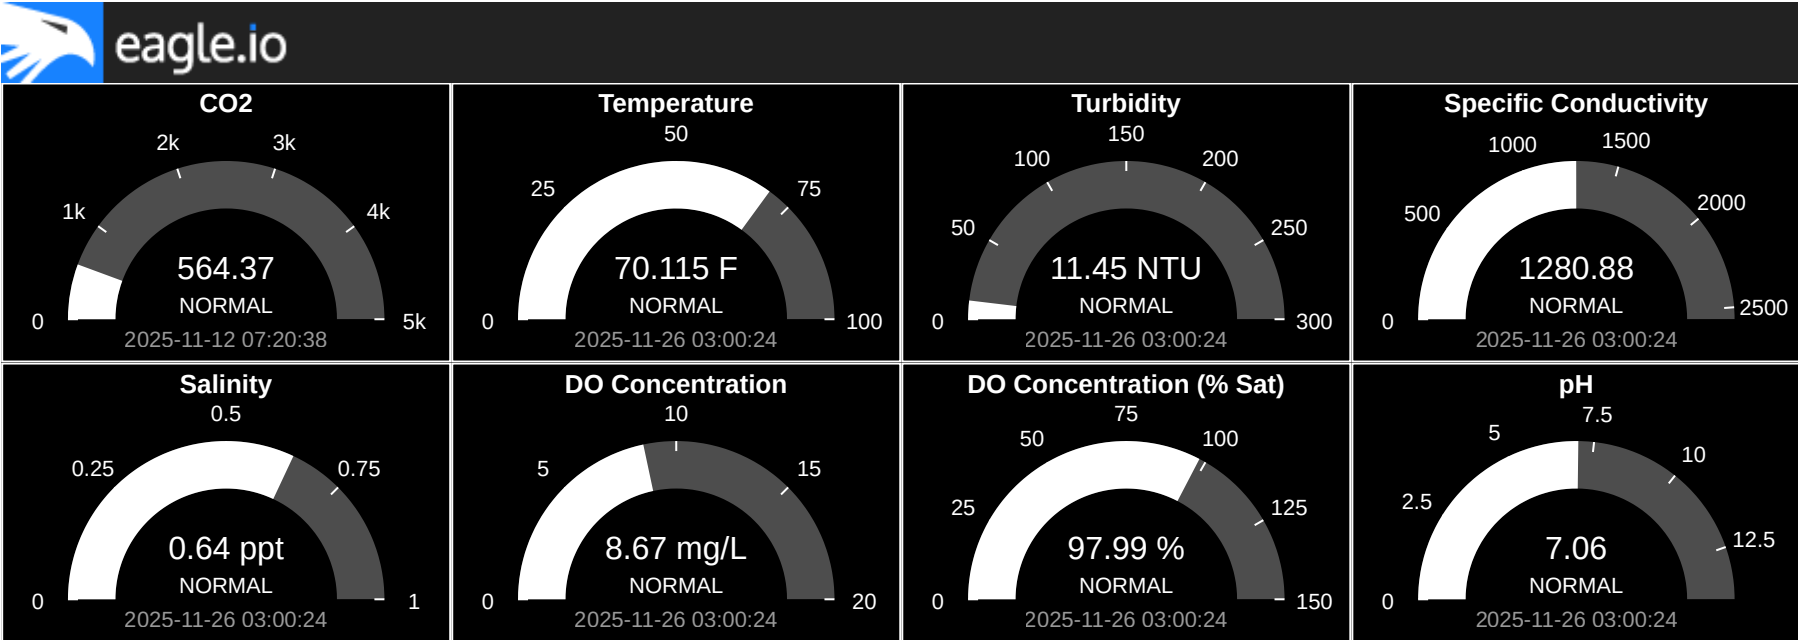 eagle.io
CO2
2k 3k
1k 4k
564.37
NORMAL
0 5k
2025-11-12 07:20:38
Temperature
50
25 75
70.115 F
NORMAL
0 100
2025-11-26 03:00:24
Turbidity
150
100 200
50 250
11.45 NTU
NORMAL
0 300
2025-11-26 03:00:24
Specific Conductivity
1000 1500
500 2000
1280.88
NORMAL
0 2500
2025-11-26 03:00:24
Salinity
0.5
0.25 0.75
0.64 ppt
NORMAL
0 1
2025-11-26 03:00:24
DO Concentration
10
5 15
8.67 mg/L
NORMAL
0 20
2025-11-26 03:00:24
DO Concentration (% Sat)
75
50 100
25 125
97.99 %
NORMAL
0 150
2025-11-26 03:00:24
pH
7.5
5 10
2.5 12.5
7.06
NORMAL
0
2025-11-26 03:00:24